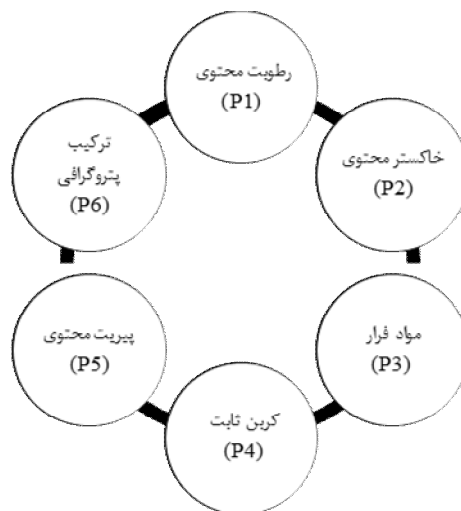 رطوبت محتوی
(P1)
خاکستر محتوی
(P2)
مواد فرار
(P3)
کربن ثابت
(P4)
پیریت محتوی
(P5)
ترکیب
پتروگرافی
(P6)